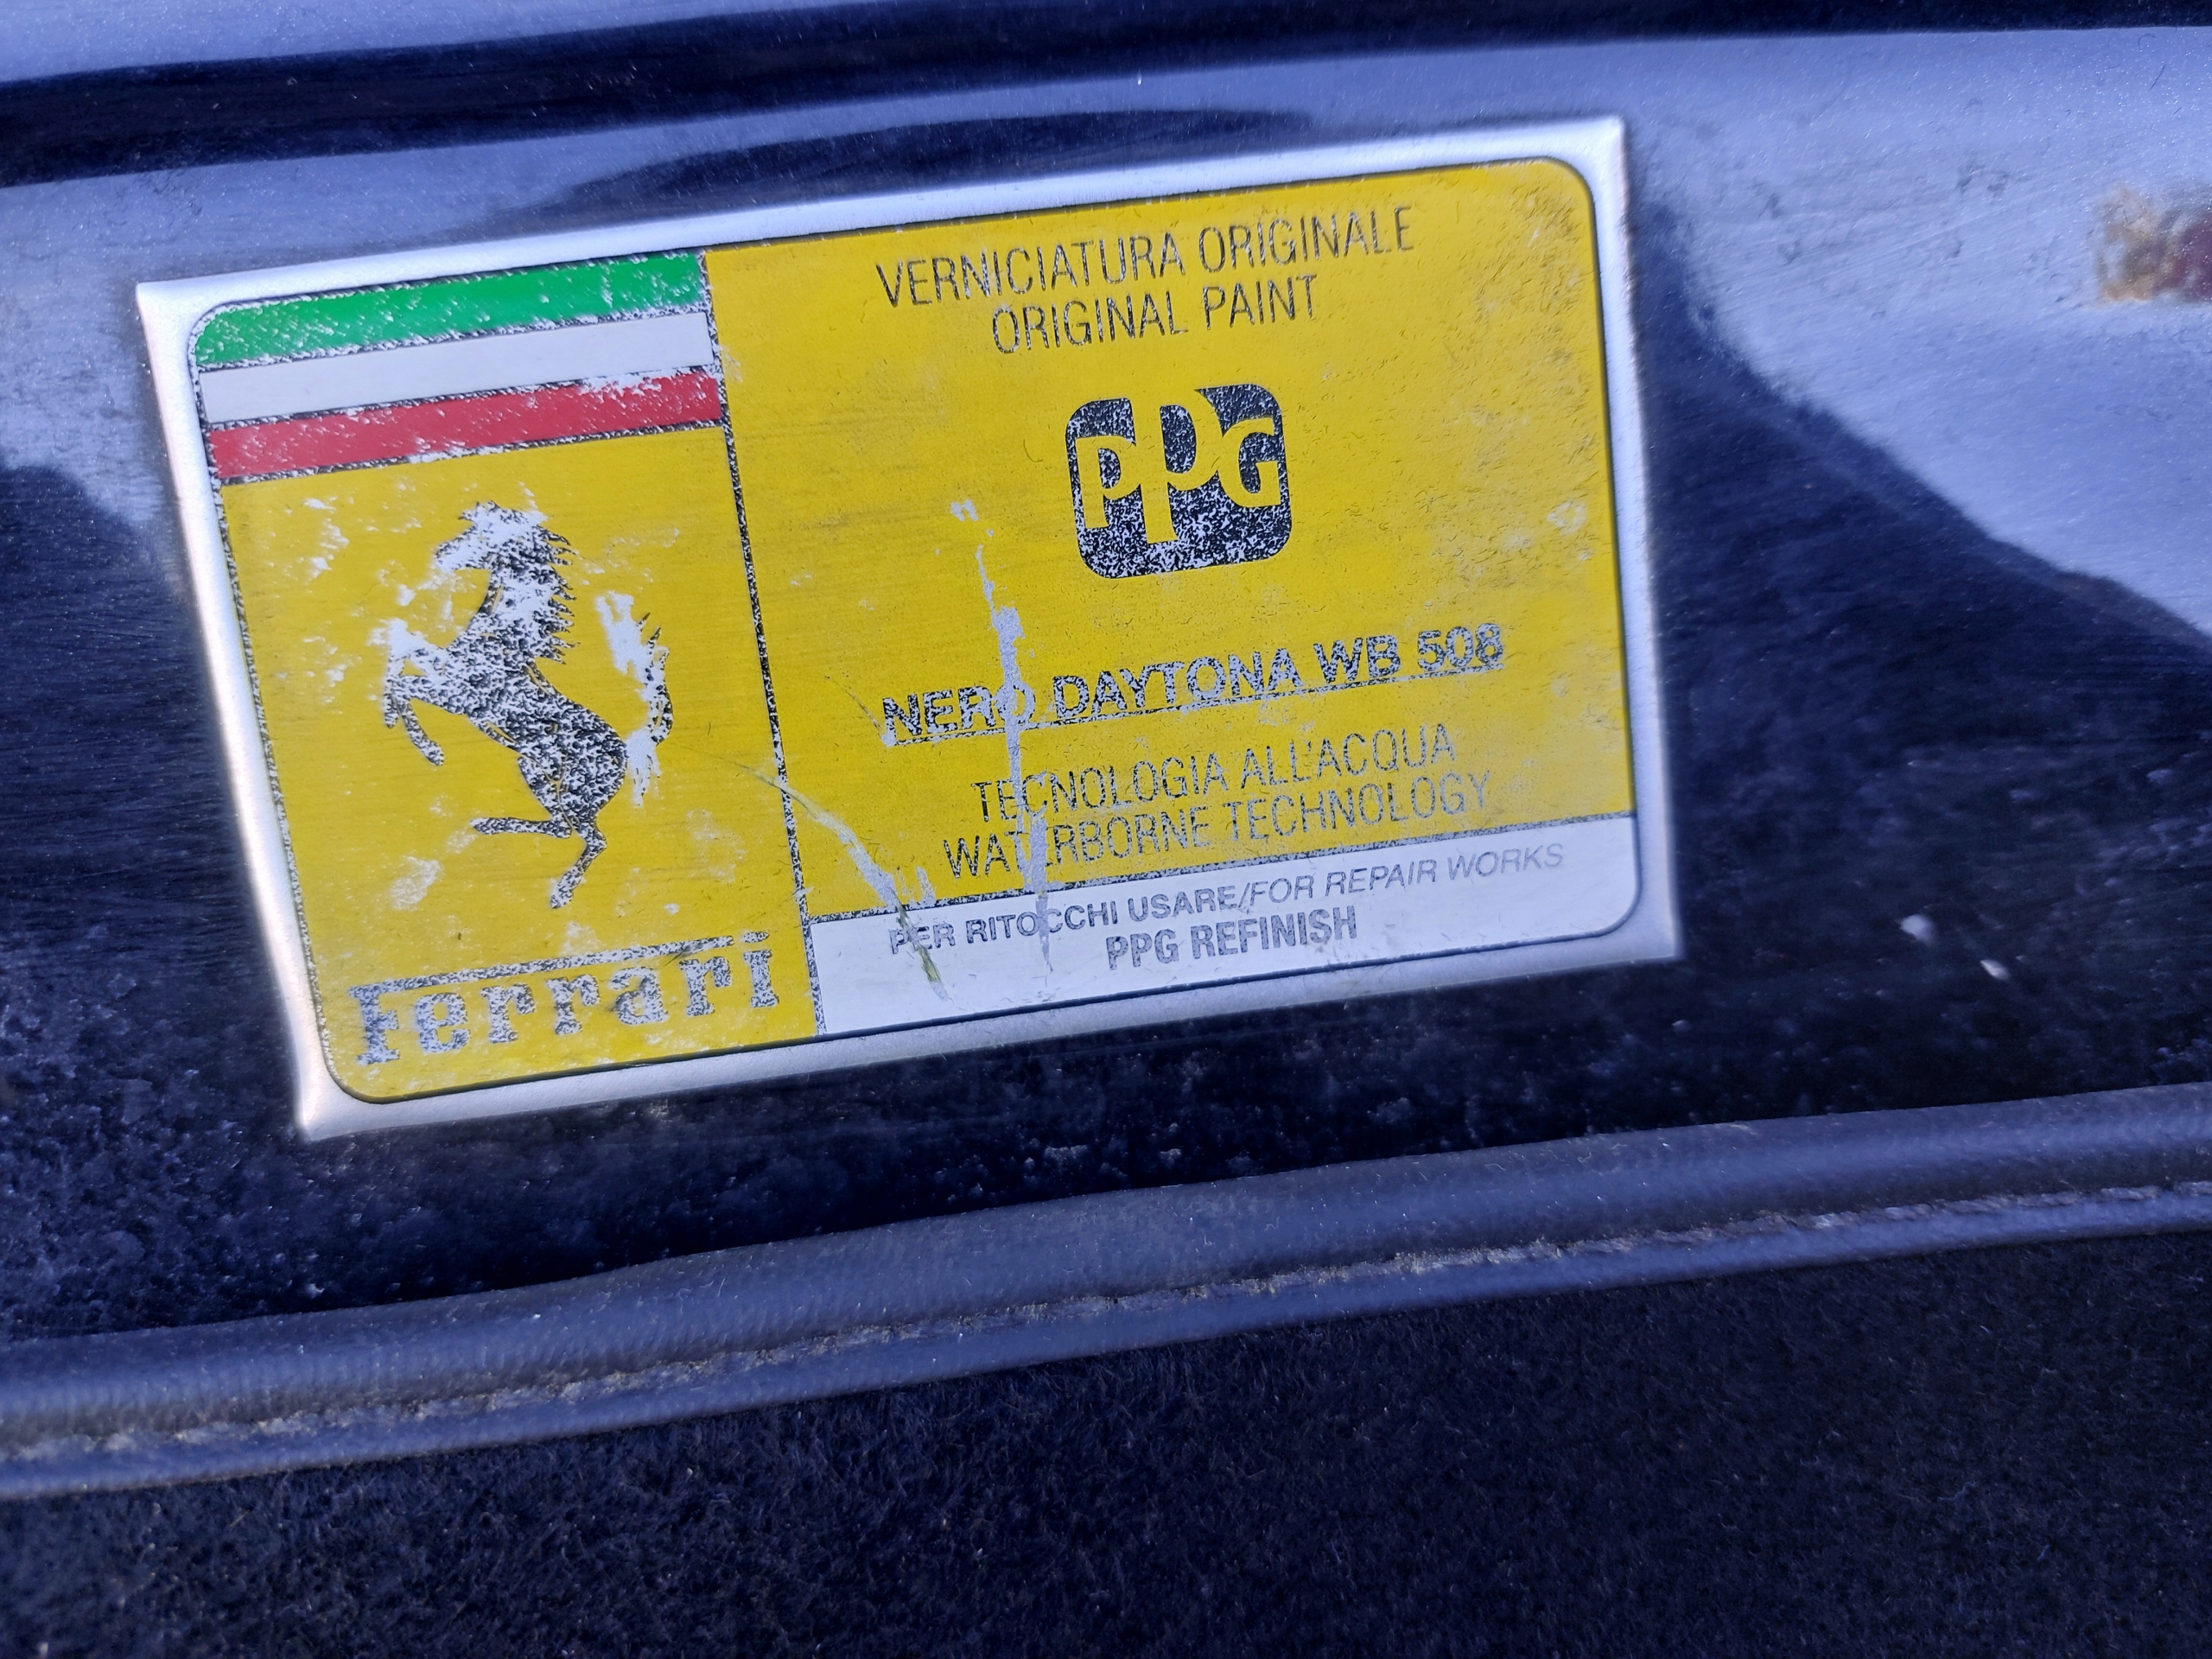 VERNICIATURA ORIGINALE
ORIGINAL PAINT
PPG
NERO DAYTONA WB 508
TECNOLOGIA ALL'ACQUA
WATERBORNE TECHNOLOGY
PER RITOCCHI USARE/FOR REPAIR WORKS
PPG REFINISH
Ferrari